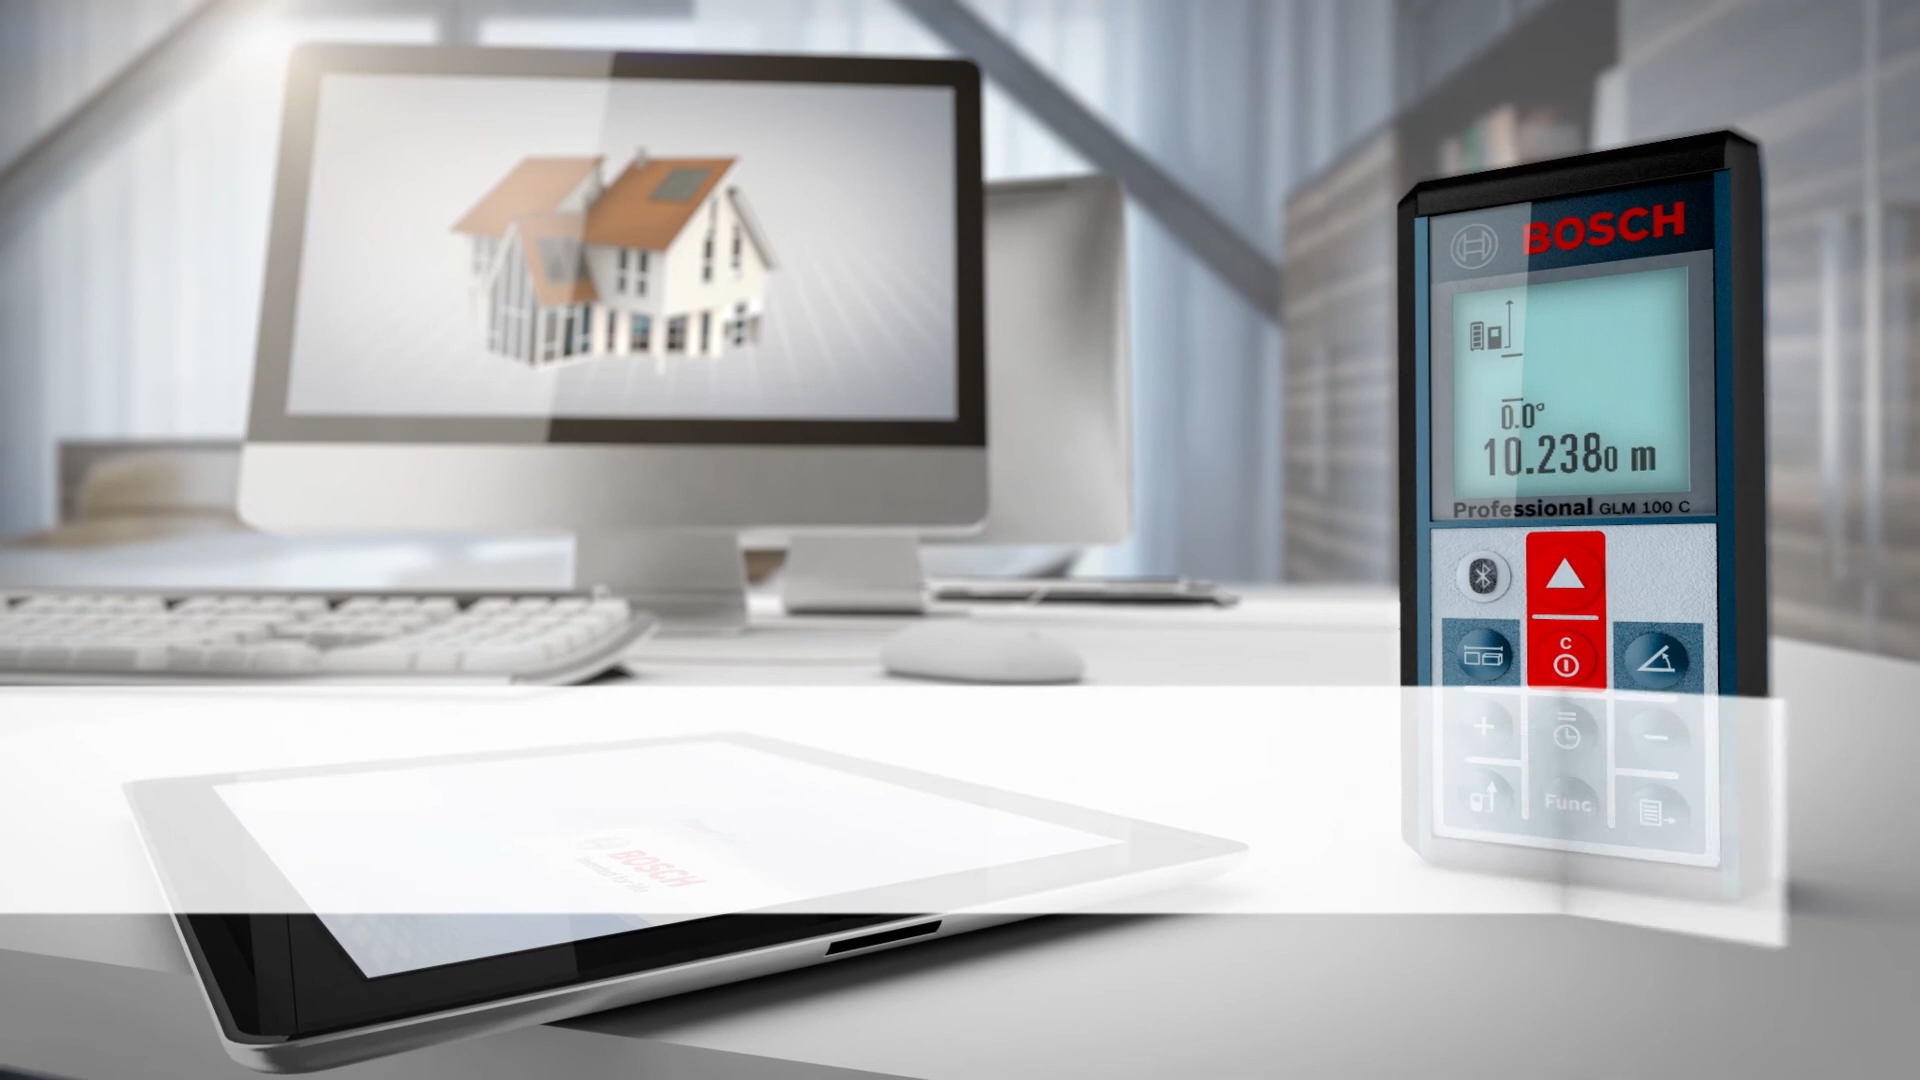 BOSCH
0.0°
10.2380 m
Professional GLM 100 C
C
Func
BOSCH